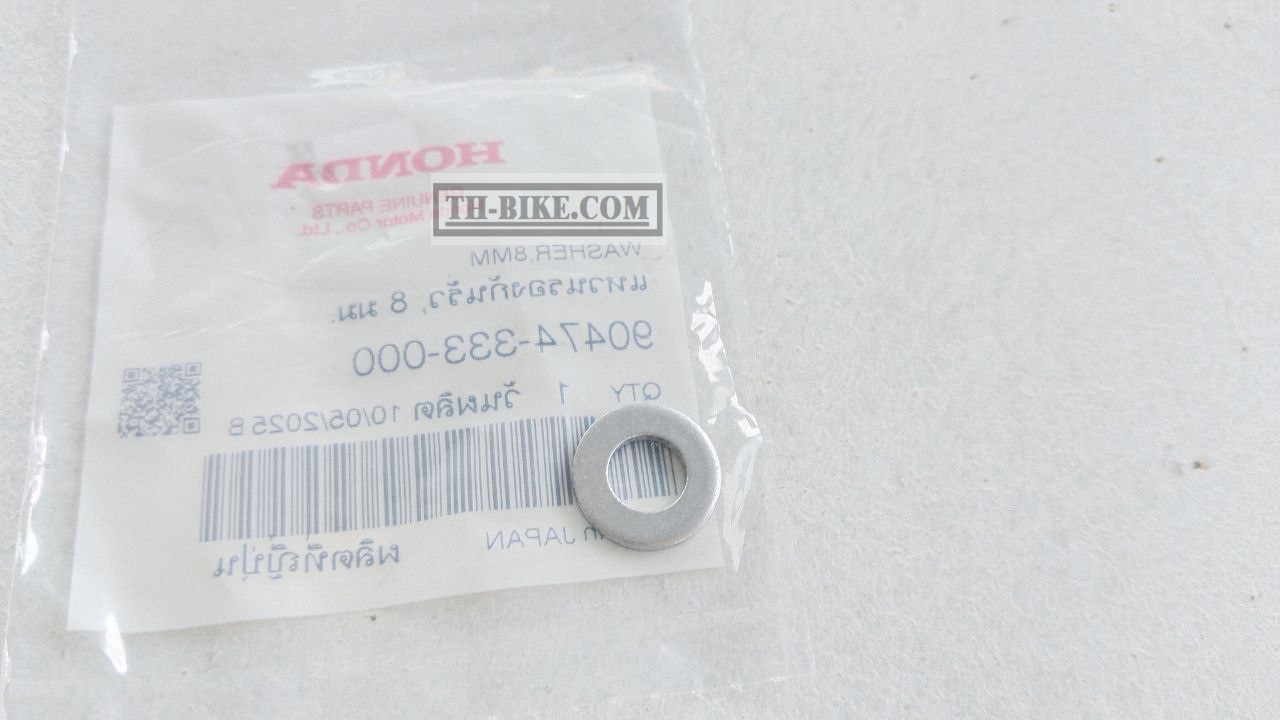 HONDA
GENUINE PARTS
Motor Co., Ltd.
TH-BIKE.COM
WASHER,8MM
แหวนรองกันรั่ว, 8 มม.
90474-333-000
QTY 1 วันผลิต 10/05/2025 B
JAPAN
ผลิตที่ญี่ปุ่น